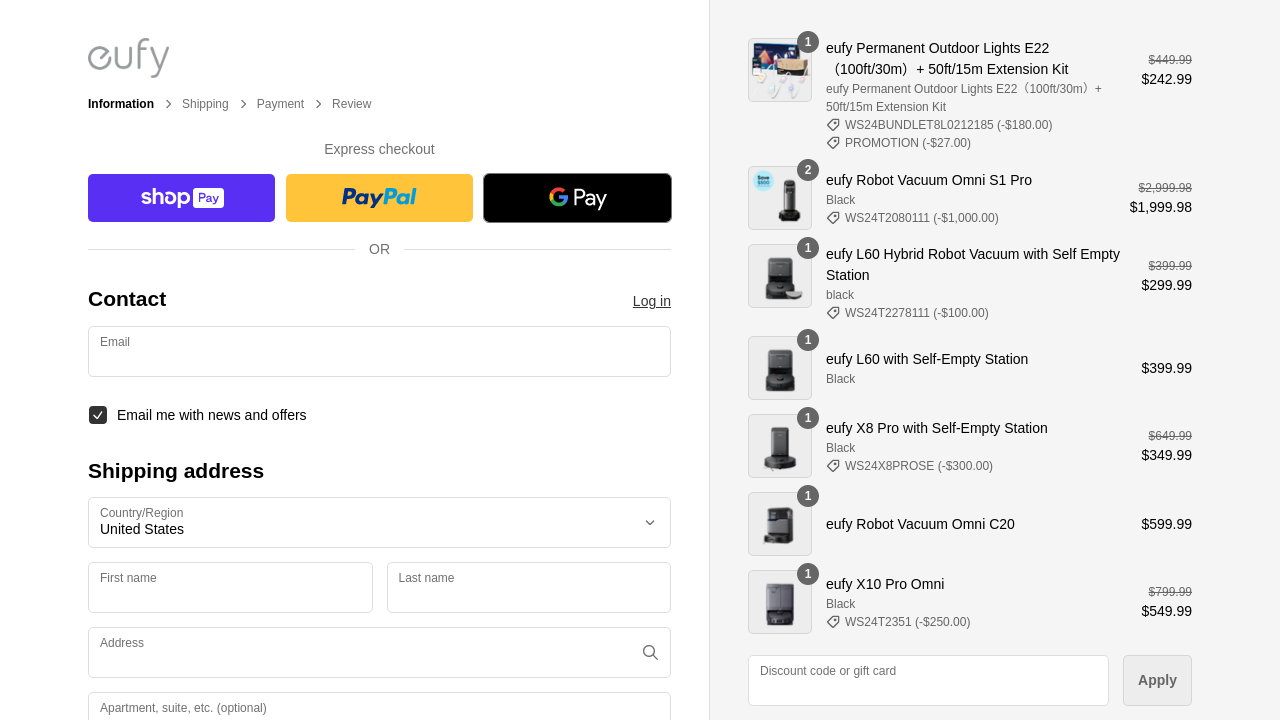 eufy
Information
Shipping
Payment
Review
Express checkout
shop Pay
PayPal
G Pay
OR
Contact
Log in
Email
Email me with news and offers
Shipping address
Country/Region
United States
First name
Last name
Address
Apartment, suite, etc. (optional)
1
eufy Permanent Outdoor Lights E22
（100ft/30m）+ 50ft/15m Extension Kit
eufy Permanent Outdoor Lights E22（100ft/30m）+
50ft/15m Extension Kit
WS24BUNDLET8L0212185 (-$180.00)
PROMOTION (-$27.00)
$449.99
$242.99
2
Save
eufy Robot Vacuum Omni S1 Pro
Black
WS24T2080111 (-$1,000.00)
$2,999.98
$1,999.98
1
eufy L60 Hybrid Robot Vacuum with Self Empty
Station
black
WS24T2278111 (-$100.00)
$399.99
$299.99
1
eufy L60 with Self-Empty Station
Black
$399.99
1
eufy X8 Pro with Self-Empty Station
Black
WS24X8PROSE (-$300.00)
$649.99
$349.99
1
eufy Robot Vacuum Omni C20
$599.99
1
eufy X10 Pro Omni
Black
WS24T2351 (-$250.00)
$799.99
$549.99
Discount code or gift card
Apply